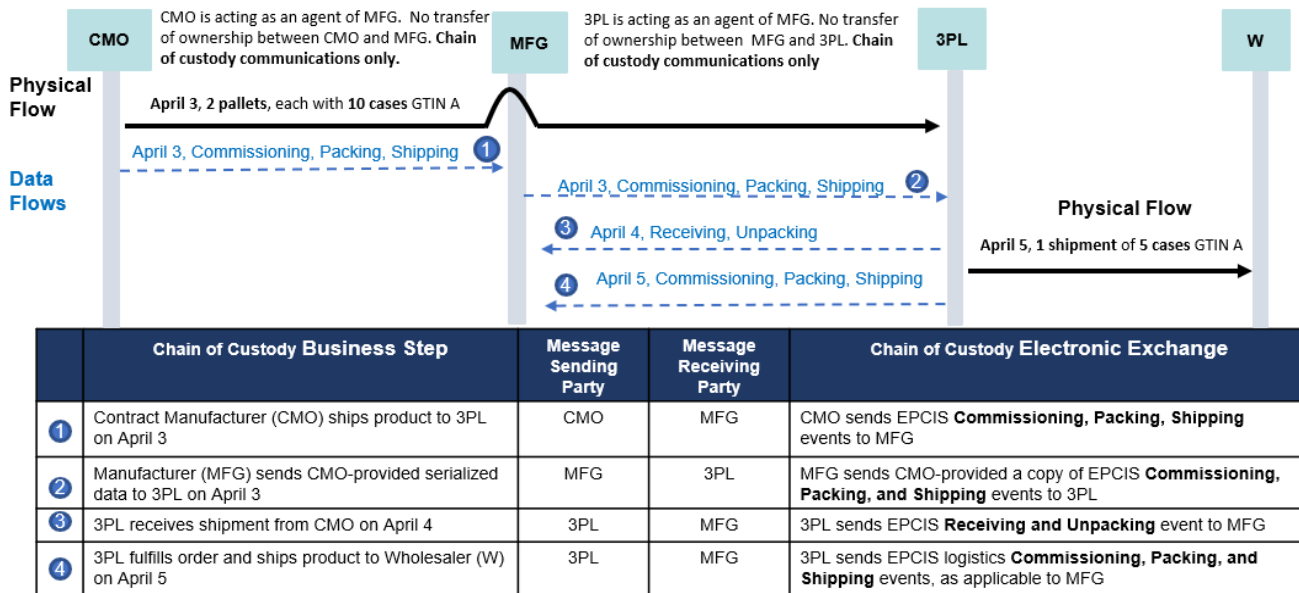 CMO is acting as an agent of MFG.  No transfer
of ownership between CMO and MFG. Chain
of custody communications only.
3PL is acting as an agent of MFG. No transfer
of ownership between  MFG and 3PL. Chain
of custody communications only
CMO
MFG
3PL
W
Physical
Flow
April 3, 2 pallets, each with 10 cases GTIN A
April 3, Commissioning, Packing, Shipping 1
Data
Flows
April 3, Commissioning, Packing, Shipping 2
3 April 4, Receiving, Unpacking
4 April 5, Commissioning, Packing, Shipping
Physical Flow
April 5, 1 shipment of 5 cases GTIN A
Chain of Custody Business Step
Message
Sending
Party
Message
Receiving
Party
Chain of Custody Electronic Exchange
1
Contract Manufacturer (CMO) ships product to 3PL
on April 3
CMO
MFG
CMO sends EPCIS Commissioning, Packing, Shipping
events to MFG
2
Manufacturer (MFG) sends CMO-provided serialized
data to 3PL on April 3
MFG
3PL
MFG sends CMO-provided a copy of EPCIS Commissioning,
Packing, and Shipping events to 3PL
3
3PL receives shipment from CMO on April 4
3PL
MFG
3PL sends EPCIS Receiving and Unpacking event to MFG
4
3PL fulfills order and ships product to Wholesaler (W)
on April 5
3PL
MFG
3PL sends EPCIS logistics Commissioning, Packing, and
Shipping events, as applicable to MFG